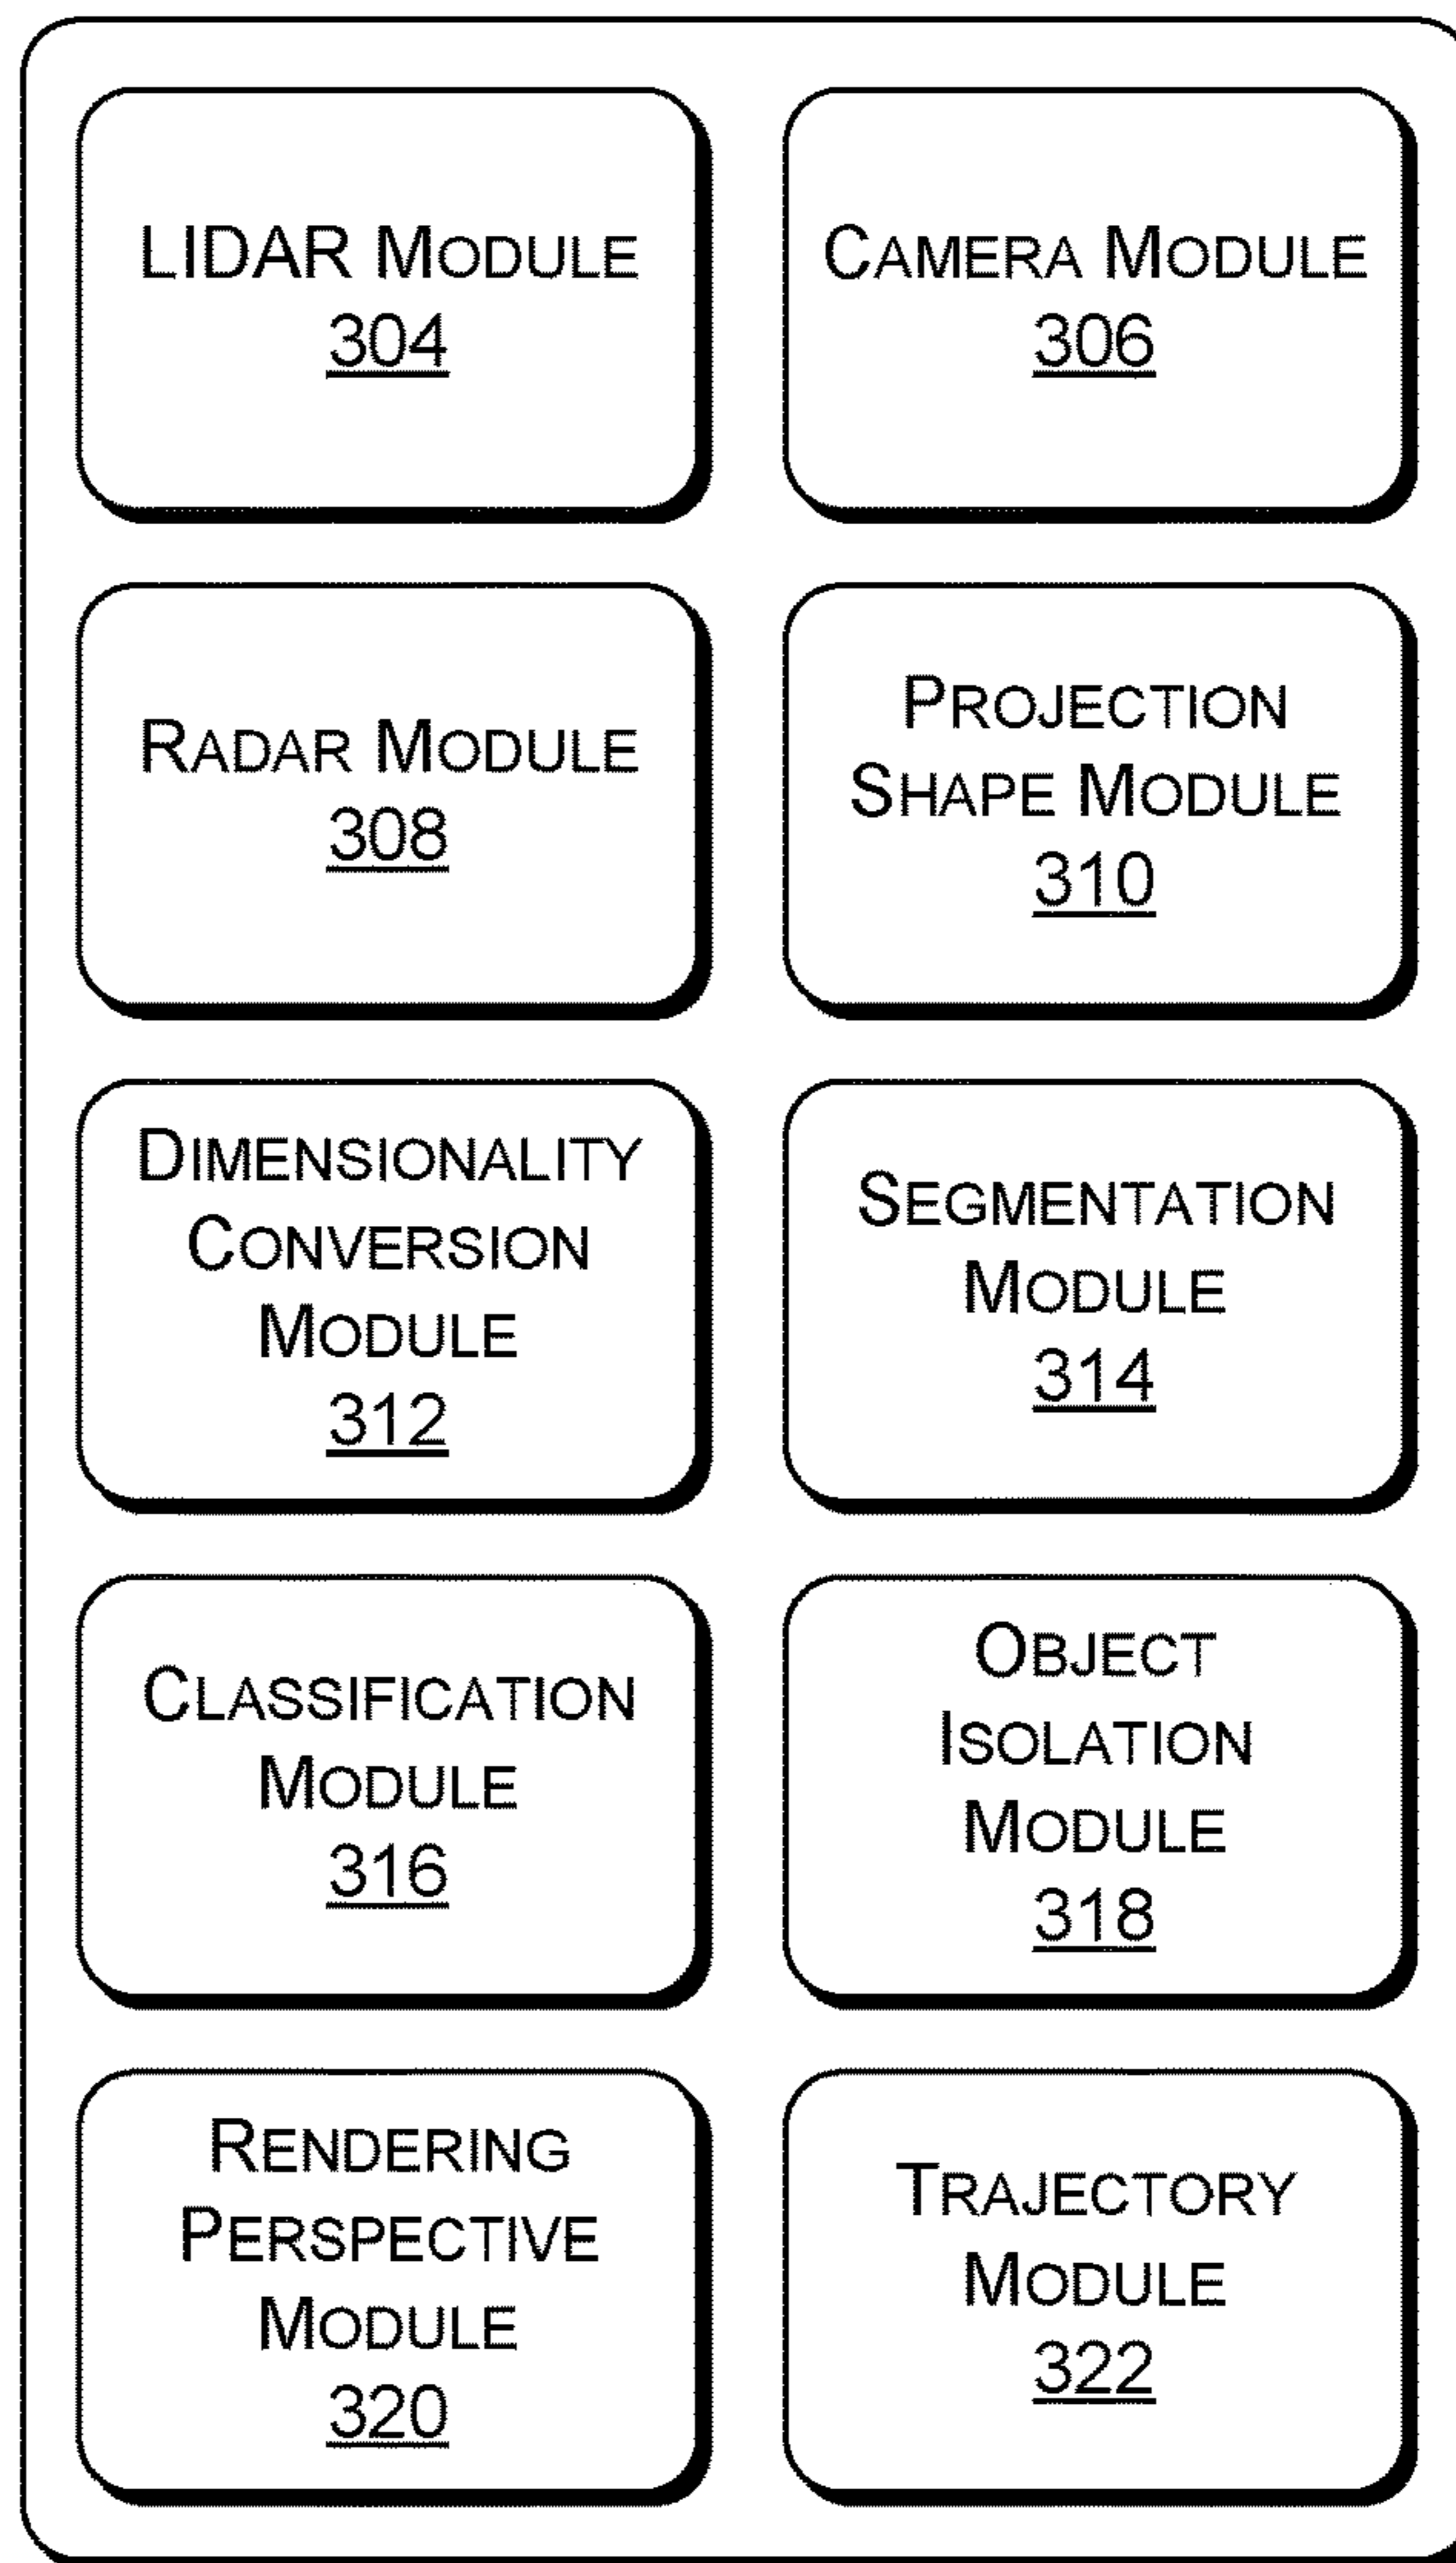 LIDAR MODULE
304
CAMERA MODULE
306
RADAR MODULE
308
PROJECTION
SHAPE MODULE
310
DIMENSIONALITY
CONVERSION
MODULE
312
SEGMENTATION
MODULE
314
CLASSIFICATION
MODULE
316
OBJECT
ISOLATION
MODULE
318
RENDERING
PERSPECTIVE
MODULE
320
TRAJECTORY
MODULE
322